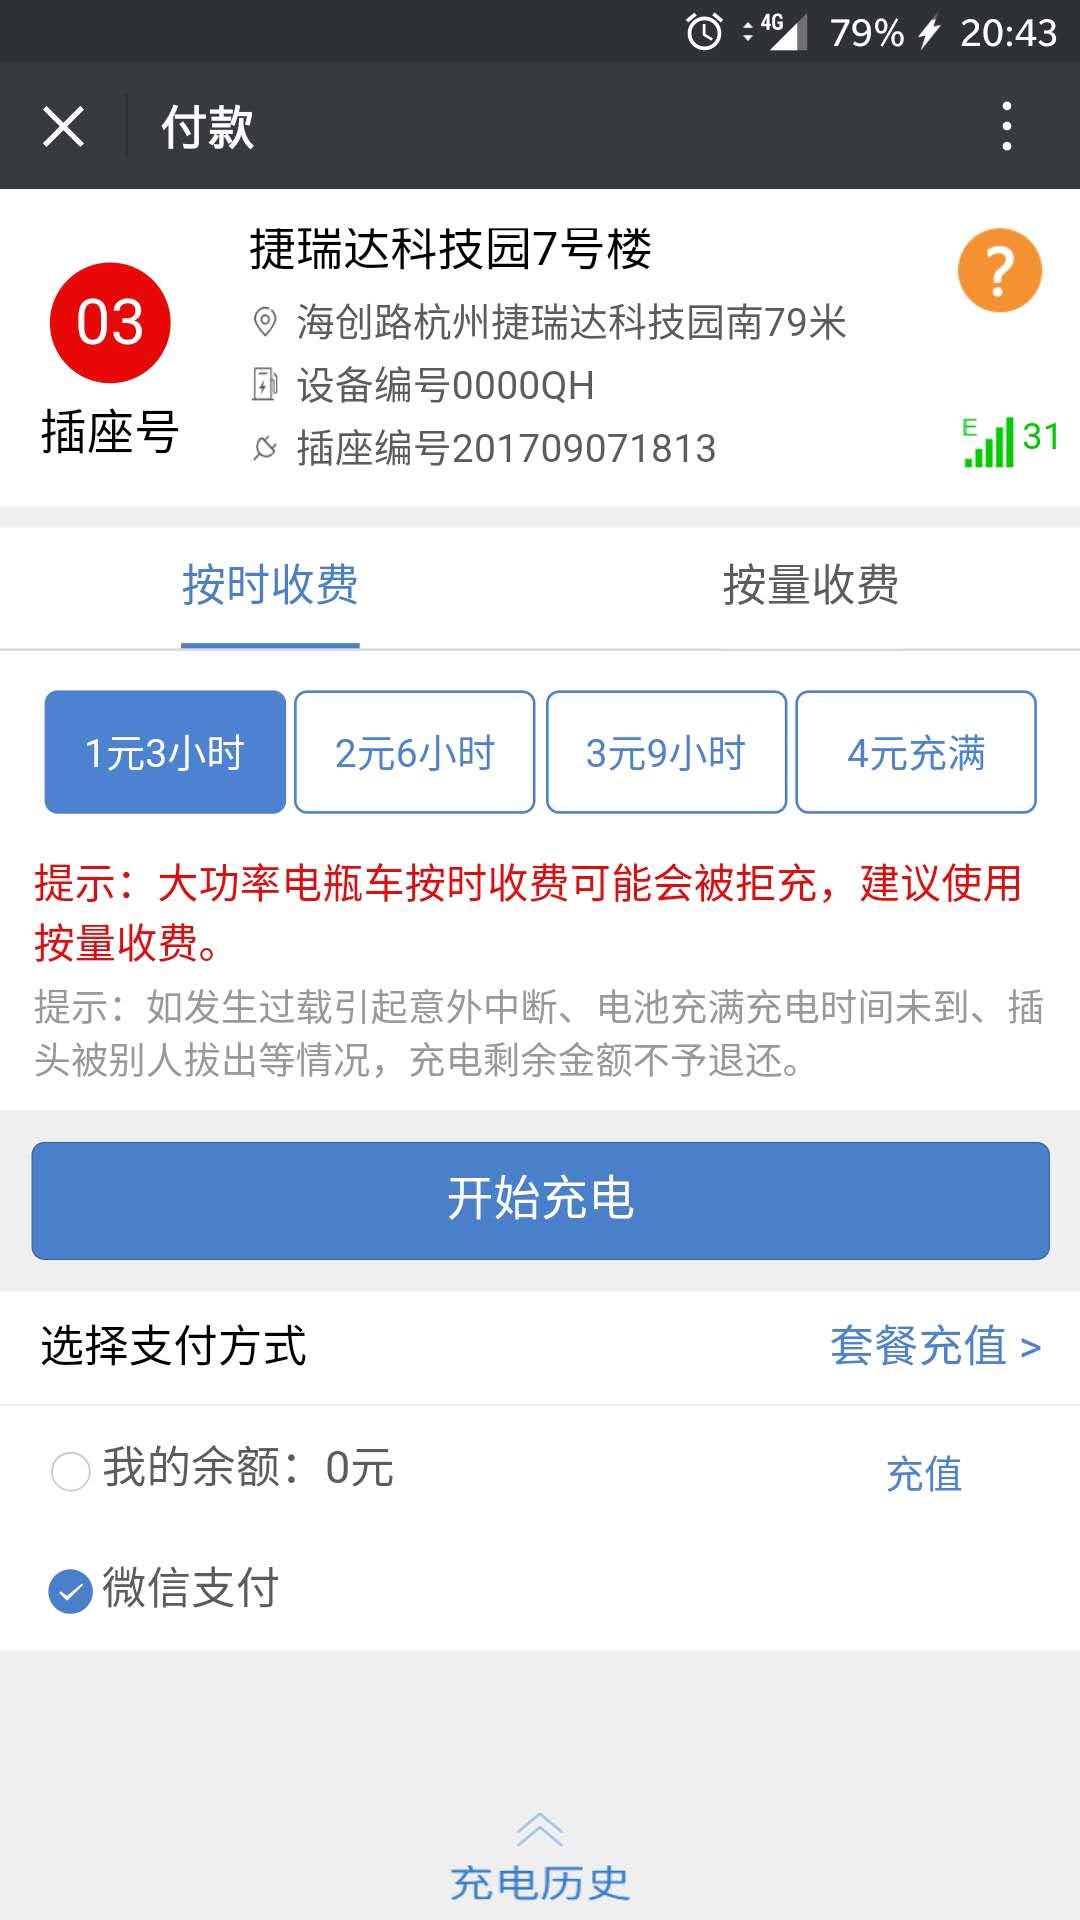 4G 79% 20:43
付款
捷瑞达科技园7号楼
03
海创路杭州捷瑞达科技园南79米
设备编号0000QH
插座号
插座编号201709071813
E 31
按时收费 按量收费
1元3小时 2元6小时 3元9小时 4元充满
提示：大功率电瓶车按时收费可能会被拒充，建议使用
按量收费。
提示：如发生过载引起意外中断、电池充满充电时间未到、插
头被别人拔出等情况，充电剩余金额不予退还。
开始充电
选择支付方式 套餐充值 >
我的余额：0元 充值
微信支付
充电历史